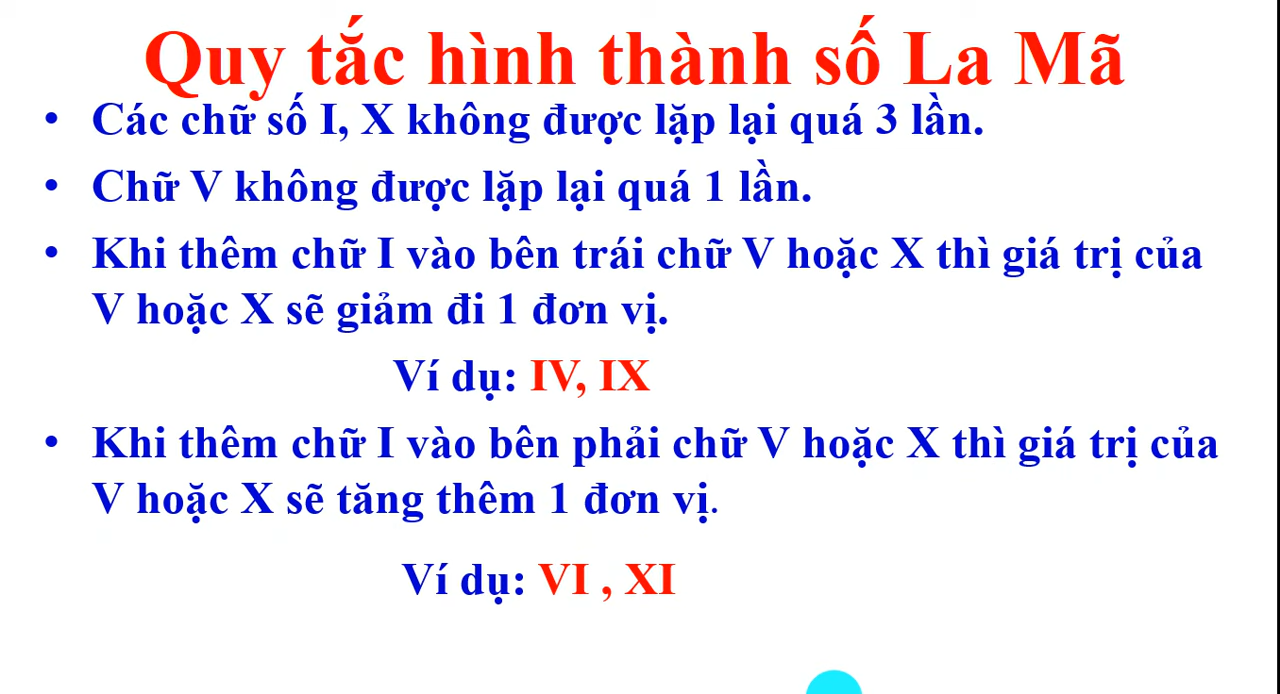 Quy tắc hình thành số La Mã
• Các chữ số I, X không được lặp lại quá 3 lần.
• Chữ V không được lặp lại quá 1 lần.
• Khi thêm chữ I vào bên trái chữ V hoặc X thì giá trị của
V hoặc X sẽ giảm đi 1 đơn vị.
Ví dụ: IV, IX
• Khi thêm chữ I vào bên phải chữ V hoặc X thì giá trị của
V hoặc X sẽ tăng thêm 1 đơn vị.
Ví dụ: VI , XI